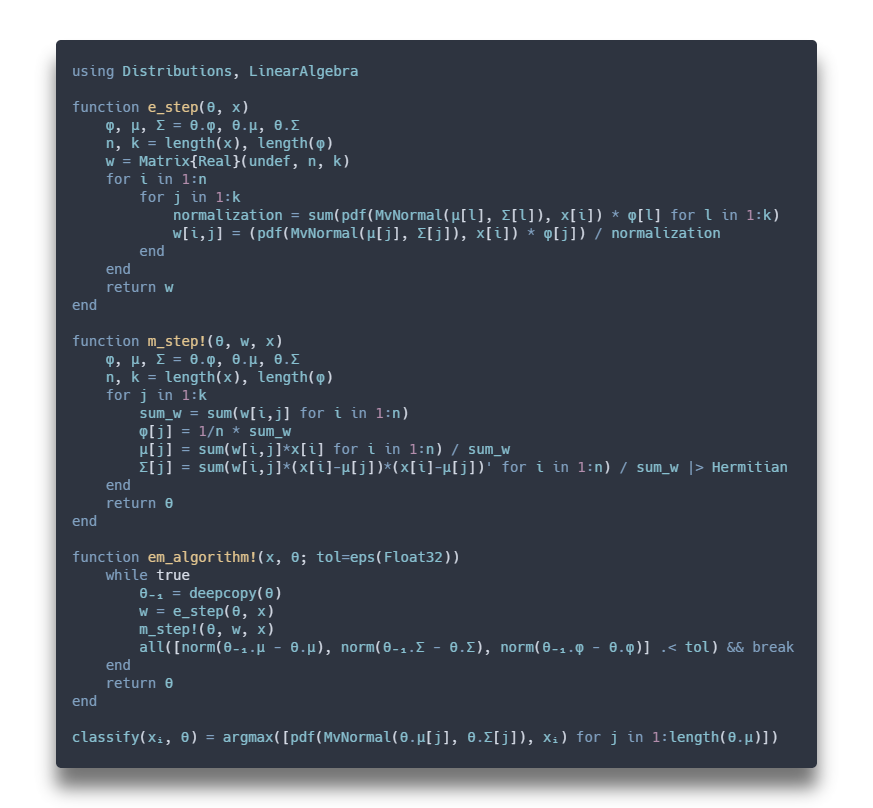 using Distributions, LinearAlgebra

function e_step(θ, x)
    φ, μ, Σ = θ.φ, θ.μ, θ.Σ
    n, k = length(x), length(φ)
    w = Matrix{Real}(undef, n, k)
    for i in 1:n
        for j in 1:k
            normalization = sum(pdf(MvNormal(μ[l], Σ[l]), x[i]) * φ[l] for l in 1:k)
            w[i,j] = (pdf(MvNormal(μ[j], Σ[j]), x[i]) * φ[j]) / normalization
        end
    end
    return w
end

function m_step!(θ, w, x)
    φ, μ, Σ = θ.φ, θ.μ, θ.Σ
    n, k = length(x), length(φ)
    for j in 1:k
        sum_w = sum(w[i,j] for i in 1:n)
        φ[j] = 1/n * sum_w
        μ[j] = sum(w[i,j]*x[i] for i in 1:n) / sum_w
        Σ[j] = sum(w[i,j]*(x[i]-μ[j])*(x[i]-μ[j])' for i in 1:n) / sum_w |> Hermitian
    end
    return θ
end

function em_algorithm!(x, θ; tol=eps(Float32))
    while true
        θ₋₁ = deepcopy(θ)
        w = e_step(θ, x)
        m_step!(θ, w, x)
        all([norm(θ₋₁.μ - θ.μ), norm(θ₋₁.Σ - θ.Σ), norm(θ₋₁.φ - θ.φ)] .< tol) && break
    end
    return θ
end

classify(xᵢ, θ) = argmax([pdf(MvNormal(θ.μ[j], θ.Σ[j]), xᵢ) for j in 1:length(θ.μ)])